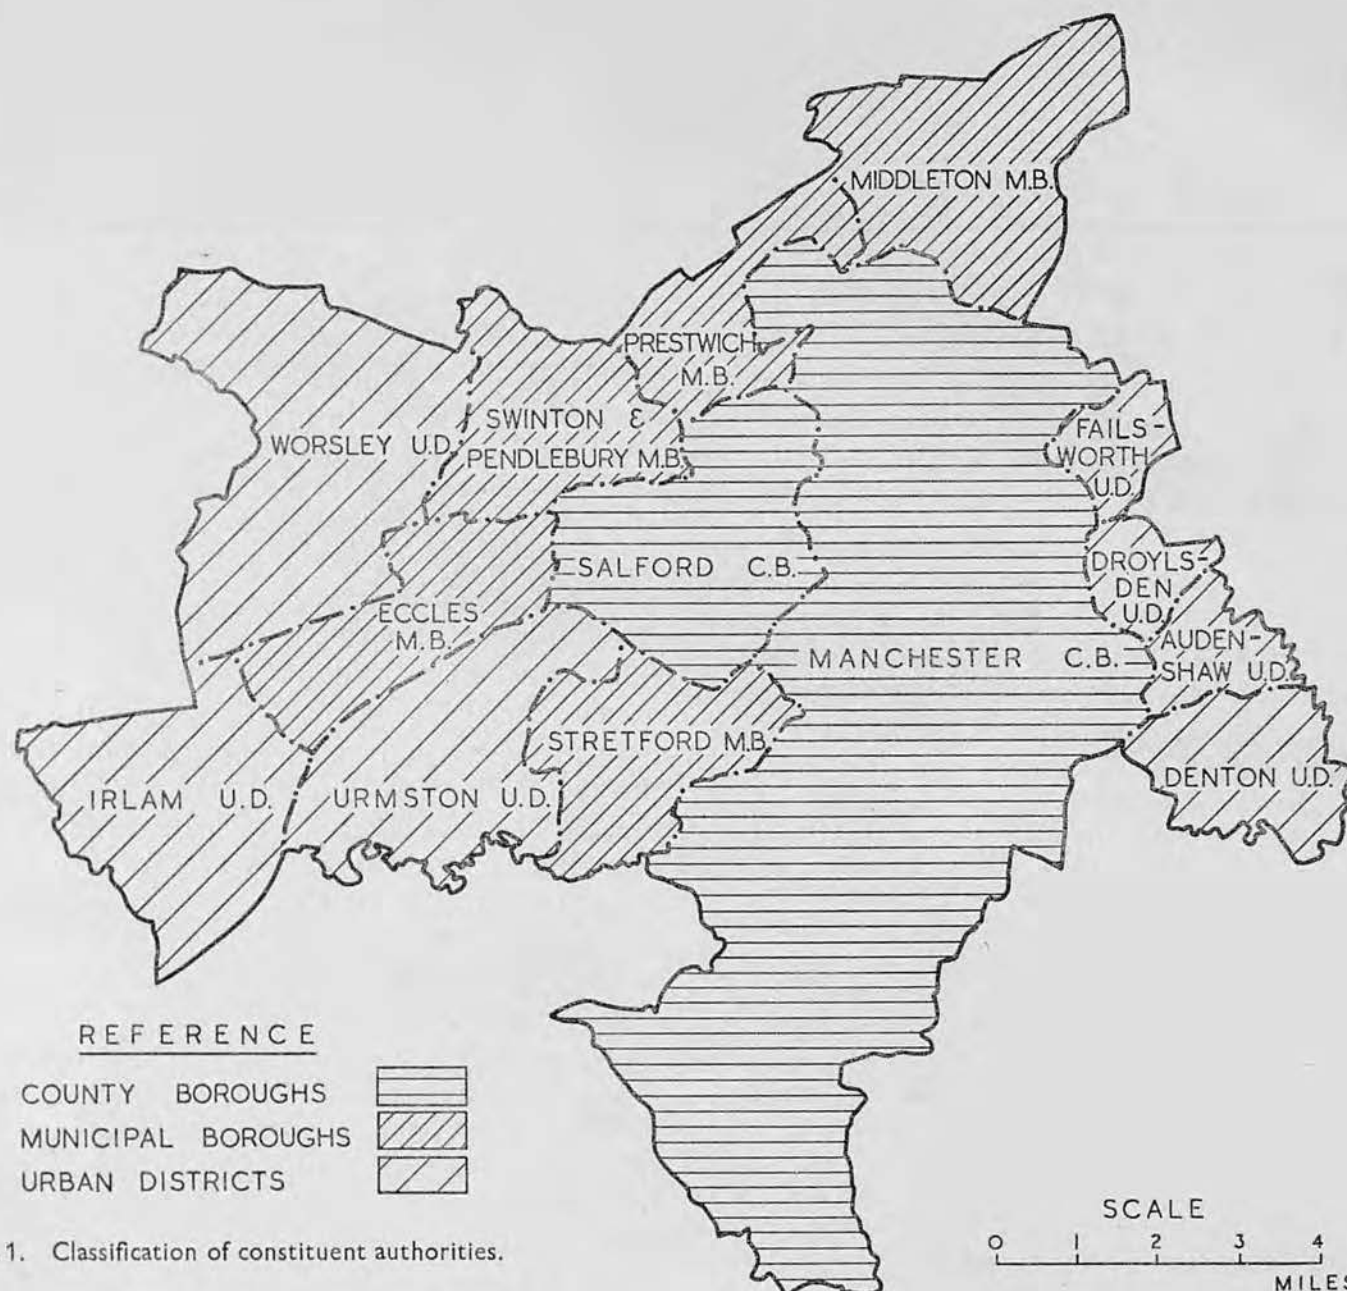 MIDDLETON M.B.
PRESTWICH
M.B.
SWINTON &
PENDLEBURY M.B.
WORSLEY U.D.
FAILS-
WORTH
U.D.
SALFORD C.B.
DROYLS-
DEN
U.D.
ECCLES
M.B.
MANCHESTER C.B.
AUDEN-
SHAW U.D.
STRETFORD M.B.
DENTON U.D.
IRLAM U.D.
URMSTON U.D.
REFERENCE
COUNTY BOROUGHS
MUNICIPAL BOROUGHS
URBAN DISTRICTS
SCALE
0 1 2 3 4
MILES
1. Classification of constituent authorities.